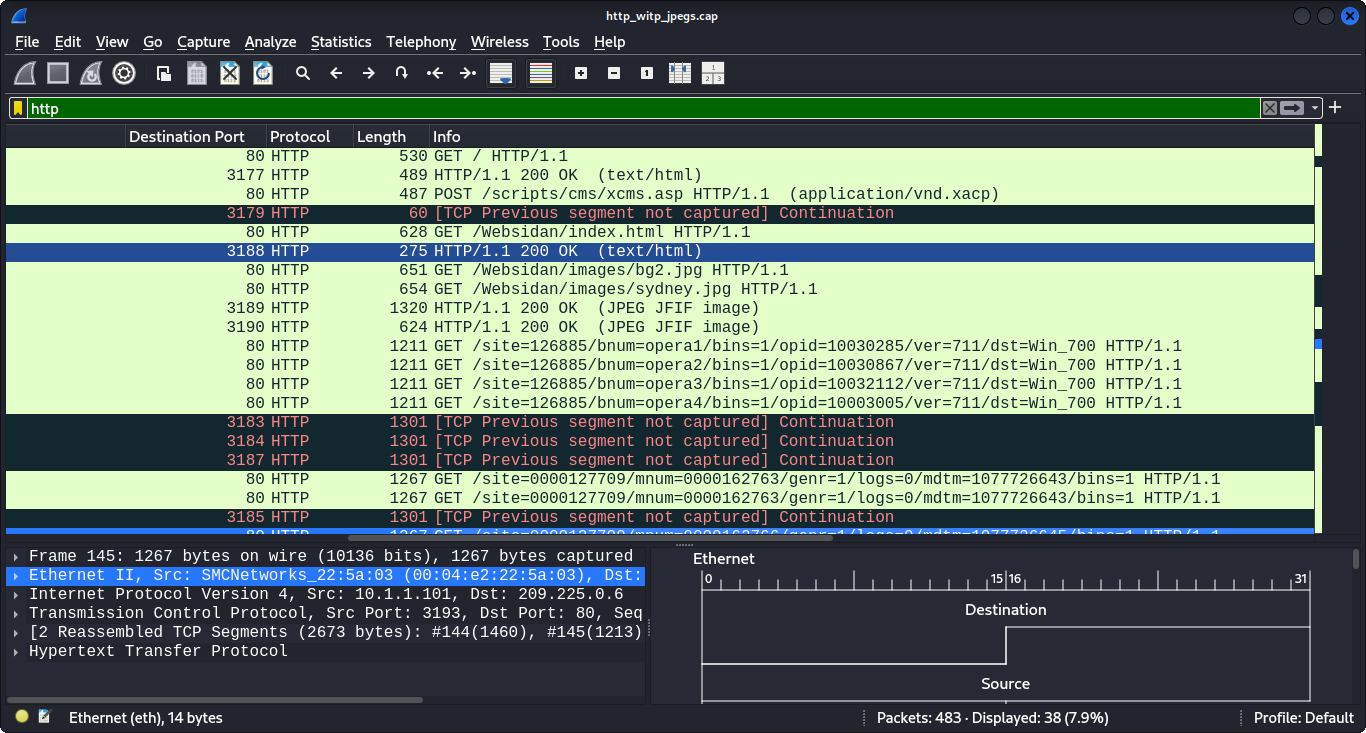 http_witp_jpegs.cap
File Edit View Go Capture Analyze Statistics Telephony Wireless Tools Help
http
Destination Port Protocol Length Info
80 HTTP 530 GET / HTTP/1.1
3177 HTTP 489 HTTP/1.1 200 OK (text/html)
80 HTTP 487 POST /scripts/cms/xcms.asp HTTP/1.1 (application/vnd.xacp)
3179 HTTP 60 [TCP Previous segment not captured] Continuation
80 HTTP 628 GET /Websidan/index.html HTTP/1.1
3188 HTTP 275 HTTP/1.1 200 OK (text/html)
80 HTTP 651 GET /Websidan/images/bg2.jpg HTTP/1.1
80 HTTP 654 GET /Websidan/images/sydney.jpg HTTP/1.1
3189 HTTP 1320 HTTP/1.1 200 OK (JPEG JFIF image)
3190 HTTP 624 HTTP/1.1 200 OK (JPEG JFIF image)
80 HTTP 1211 GET /site=126885/bnum=opera1/bins=1/opid=10030285/ver=711/dst=Win_700 HTTP/1.1
80 HTTP 1211 GET /site=126885/bnum=opera2/bins=1/opid=10030867/ver=711/dst=Win_700 HTTP/1.1
80 HTTP 1211 GET /site=126885/bnum=opera3/bins=1/opid=10032112/ver=711/dst=Win_700 HTTP/1.1
80 HTTP 1211 GET /site=126885/bnum=opera4/bins=1/opid=10003005/ver=711/dst=Win_700 HTTP/1.1
3183 HTTP 1301 [TCP Previous segment not captured] Continuation
3184 HTTP 1301 [TCP Previous segment not captured] Continuation
3187 HTTP 1301 [TCP Previous segment not captured] Continuation
80 HTTP 1267 GET /site=0000127709/mnum=0000162763/genr=1/logs=0/mdtm=1077726643/bins=1 HTTP/1.1
80 HTTP 1267 GET /site=0000127709/mnum=0000162763/genr=1/logs=0/mdtm=1077726643/bins=1 HTTP/1.1
3185 HTTP 1301 [TCP Previous segment not captured] Continuation
Frame 145: 1267 bytes on wire (10136 bits), 1267 bytes captured
Ethernet II, Src: SMCNetworks_22:5a:03 (00:04:e2:22:5a:03), Dst:
Internet Protocol Version 4, Src: 10.1.1.101, Dst: 209.225.0.6
Transmission Control Protocol, Src Port: 3193, Dst Port: 80, Seq
[2 Reassembled TCP Segments (2673 bytes): #144(1460), #145(1213)]
Hypertext Transfer Protocol
Ethernet
0 15 16 31
Destination
Source
Ethernet (eth), 14 bytes
Packets: 483 · Displayed: 38 (7.9%)
Profile: Default